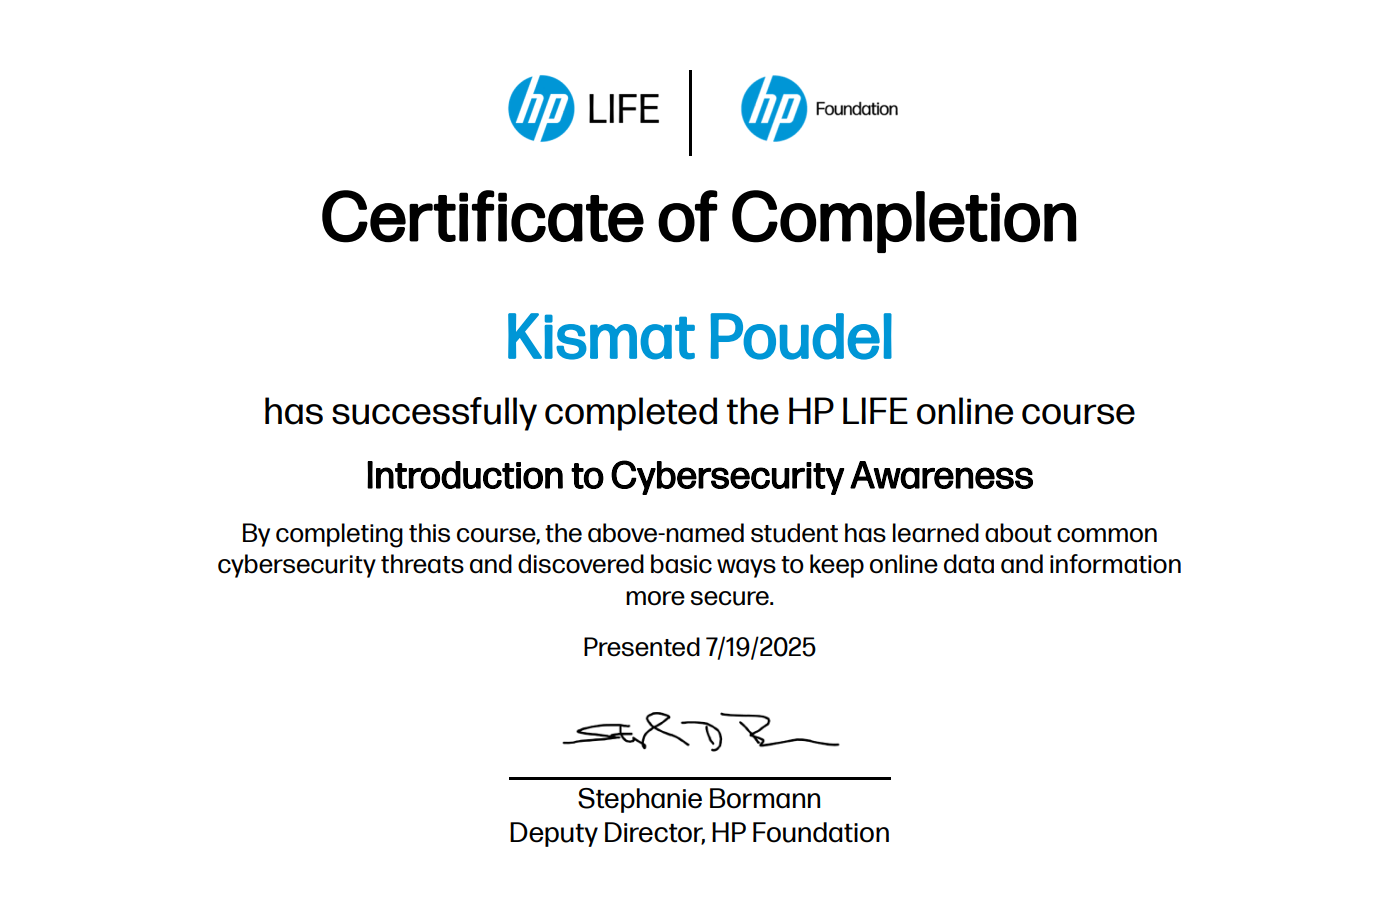 hp LIFE | hp Foundation
Certificate of Completion
Kismat Poudel
has successfully completed the HP LIFE online course
Introduction to Cybersecurity Awareness
By completing this course, the above-named student has learned about common
cybersecurity threats and discovered basic ways to keep online data and information
more secure.
Presented 7/19/2025
Stephanie Bormann
Deputy Director, HP Foundation